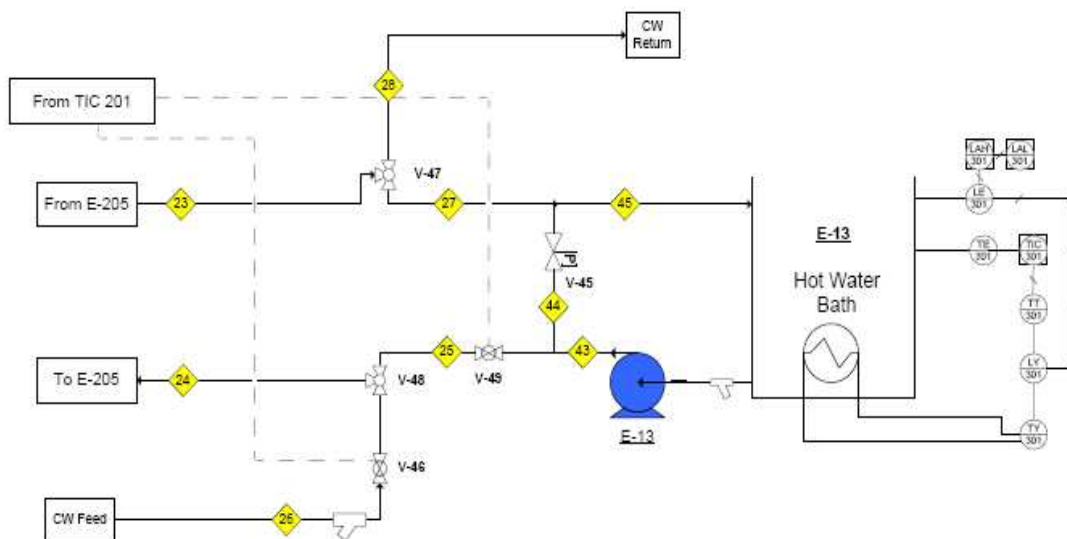 CW
Return
28
From TIC 201
LAH
301
LAL
301
V-47
LE
301
From E-205
23
27
45
E-13
TE
301
TIC
301
Hot Water
Bath
V-45
44
TT
301
25
43
To E-205
24
V-48
V-49
LY
301
E-13
TY
301
V-46
CW Feed
26